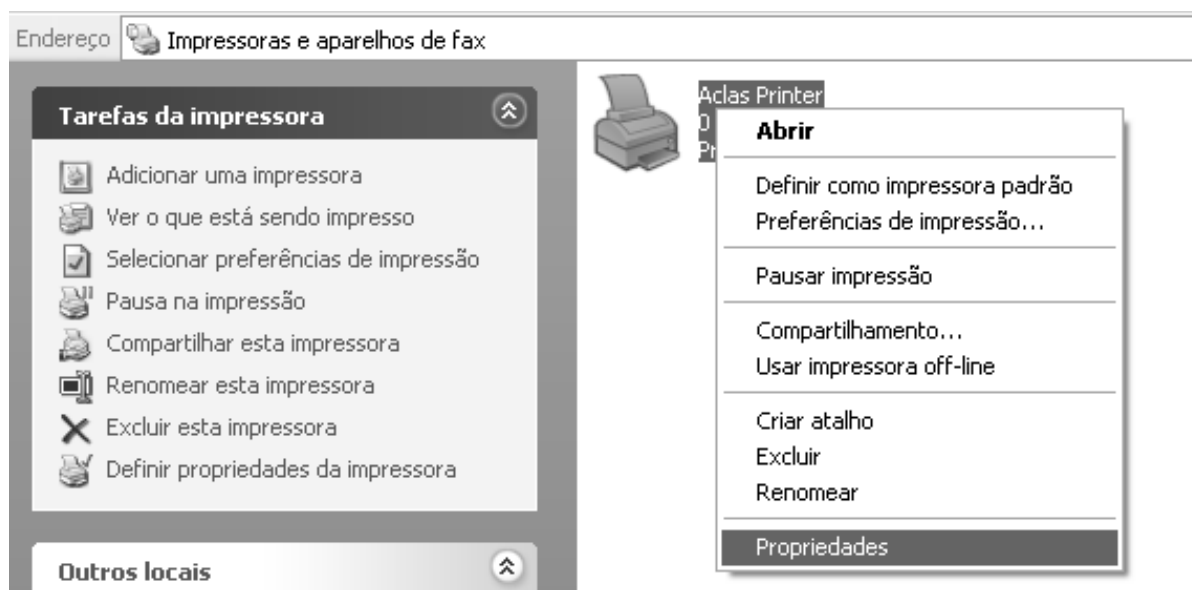 Endereço Impressoras e aparelhos de fax
Tarefas da impressora
Adicionar uma impressora
Ver o que está sendo impresso
Selecionar preferências de impressão
Pausa na impressão
Compartilhar esta impressora
Renomear esta impressora
Excluir esta impressora
Definir propriedades da impressora
Outros locais
Aclas Printer
0
Abrir
Definir como impressora padrão
Preferências de impressão...
Pausar impressão
Compartilhamento...
Usar impressora off-line
Criar atalho
Excluir
Renomear
Propriedades